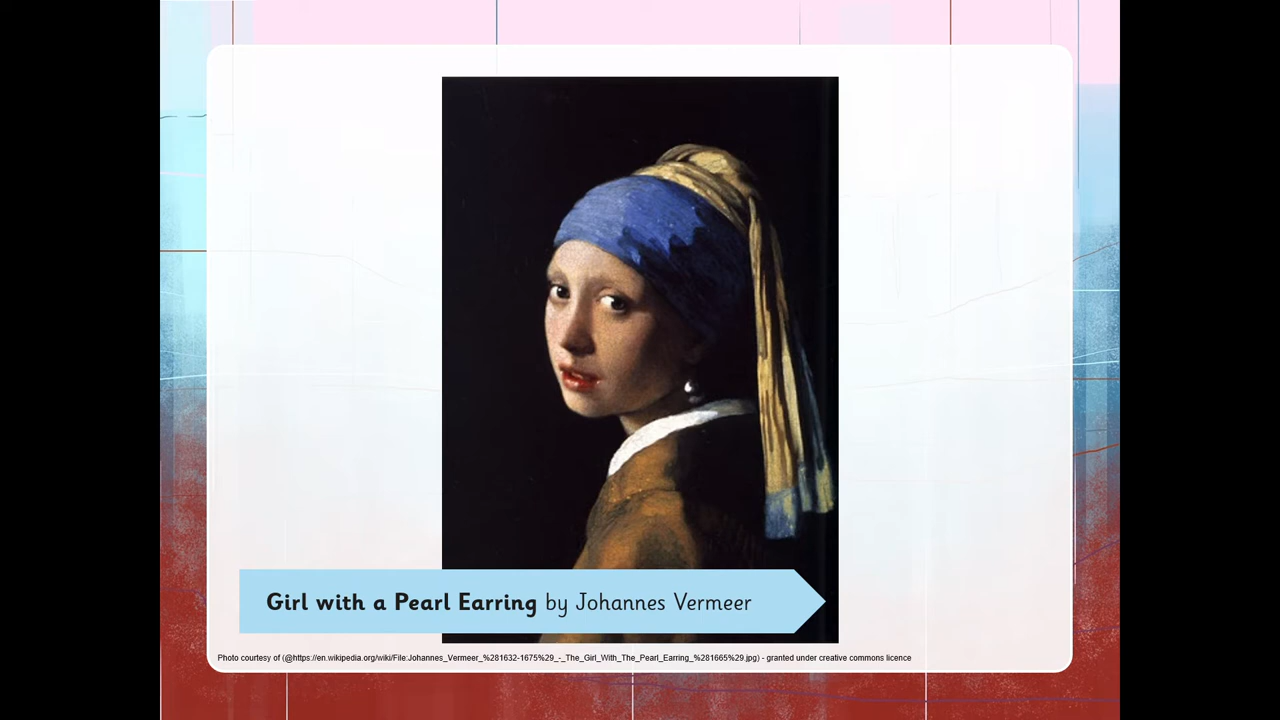 Girl with a Pearl Earring by Johannes Vermeer
Photo courtesy of (@https://en.wikipedia.org/wiki/File:Johannes_Vermeer_%281632-1675%29_-_The_Girl_With_The_Pearl_Earring_%281665%29.jpg) - granted under creative commons licence